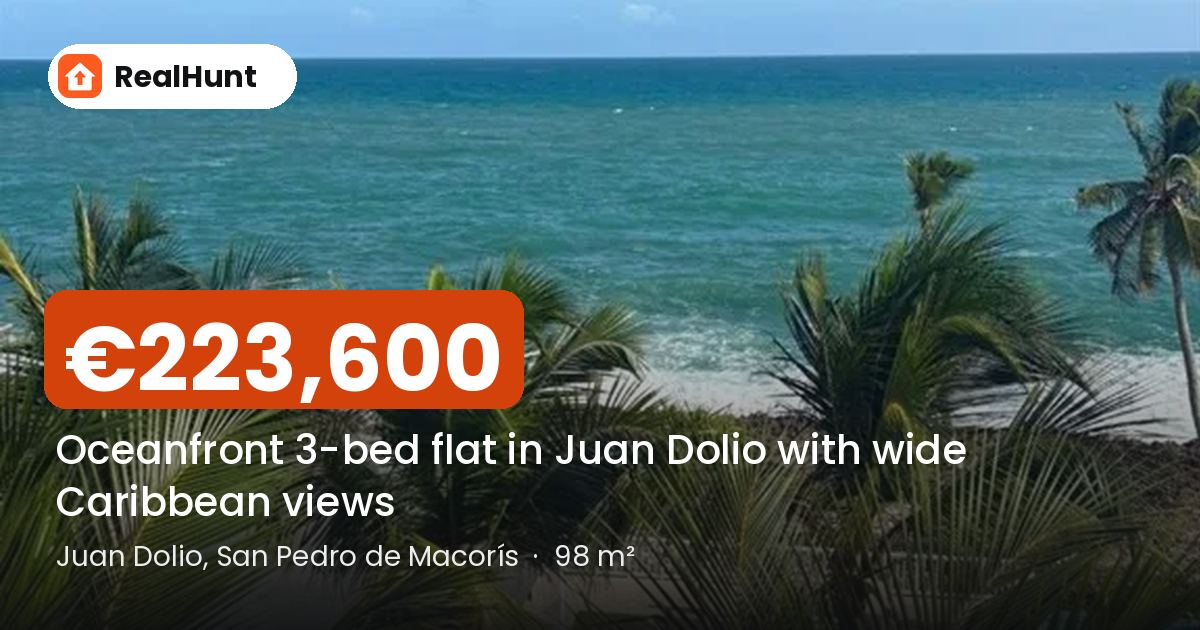 RealHunt
€223,600
Oceanfront 3-bed flat in Juan Dolio with wide
Caribbean views
Juan Dolio, San Pedro de Macorís · 98 m²